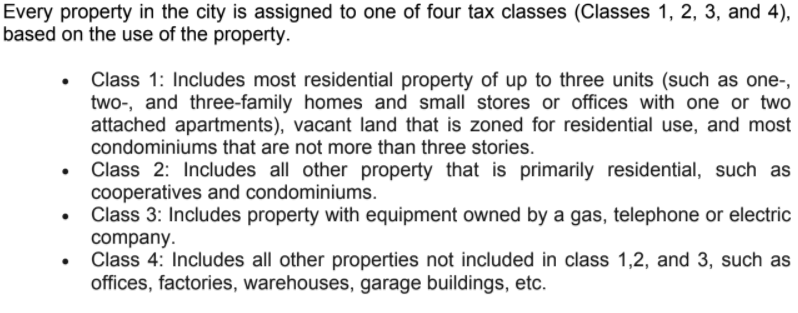 Every property in the city is assigned to one of four tax classes (Classes 1, 2, 3, and 4),
based on the use of the property.
• Class 1: Includes most residential property of up to three units (such as one-,
two-, and three-family homes and small stores or offices with one or two
attached apartments), vacant land that is zoned for residential use, and most
condominiums that are not more than three stories.
• Class 2: Includes all other property that is primarily residential, such as
cooperatives and condominiums.
• Class 3: Includes property with equipment owned by a gas, telephone or electric
company.
• Class 4: Includes all other properties not included in class 1,2, and 3, such as
offices, factories, warehouses, garage buildings, etc.